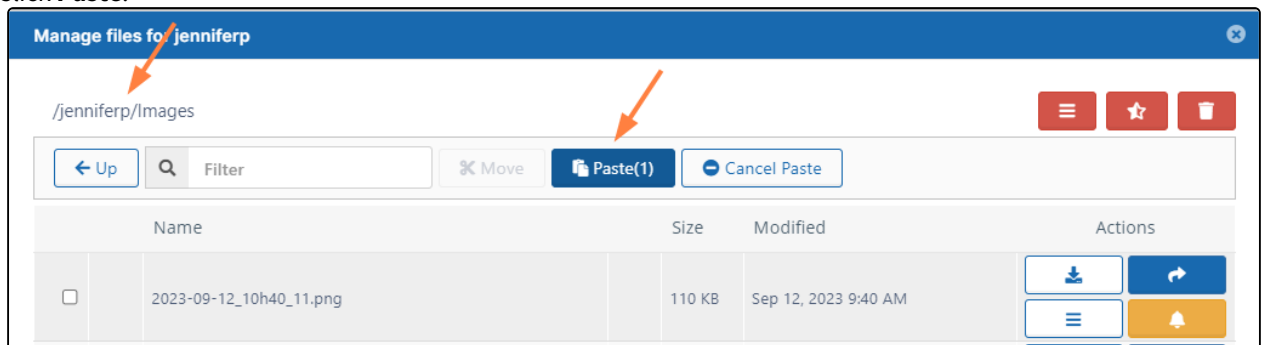 Manage files for jenniferp
/jenniferp/Images
Up Filter Move Paste(1) Cancel Paste
Name Size Modified Actions
2023-09-12_10h40_11.png 110 KB Sep 12, 2023 9:40 AM